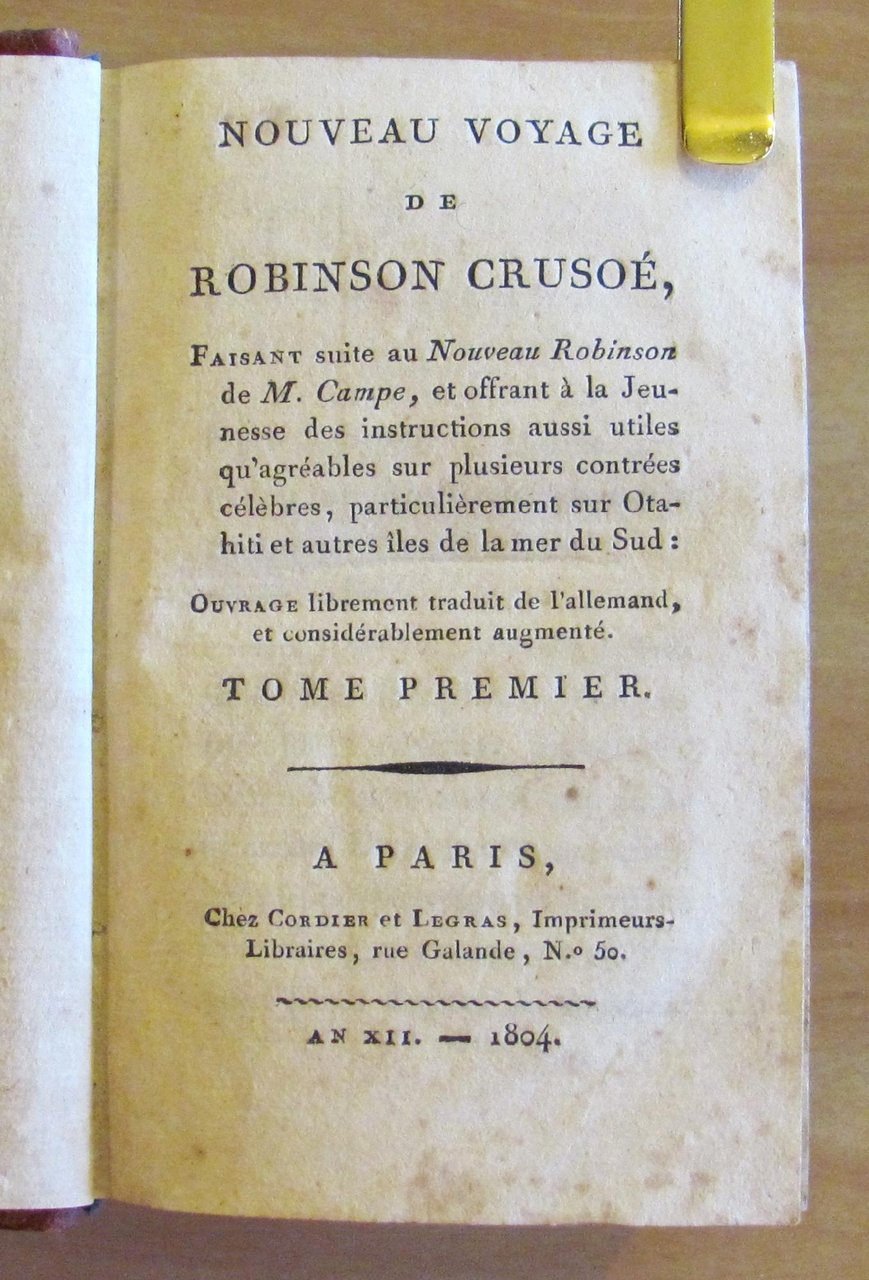 NOUVEAU VOYAGE
DE
ROBINSON CRUSOÉ,
FAISANT suite au Nouveau Robinson
de M. Campe, et offrant à la Jeu-
nesse des instructions aussi utiles
qu'agréables sur plusieurs contrées
célèbres, particulièrement sur Ota-
hiti et autres îles de la mer du Sud :
OUVRAGE librement traduit de l'allemand,
et considérablement augmenté.
TOME PREMIER.
A PARIS,
Chez CORDIER et LEGRAS, Imprimeurs-
Libraires, rue Galande, N.º 50.
AN XII. — 1804.